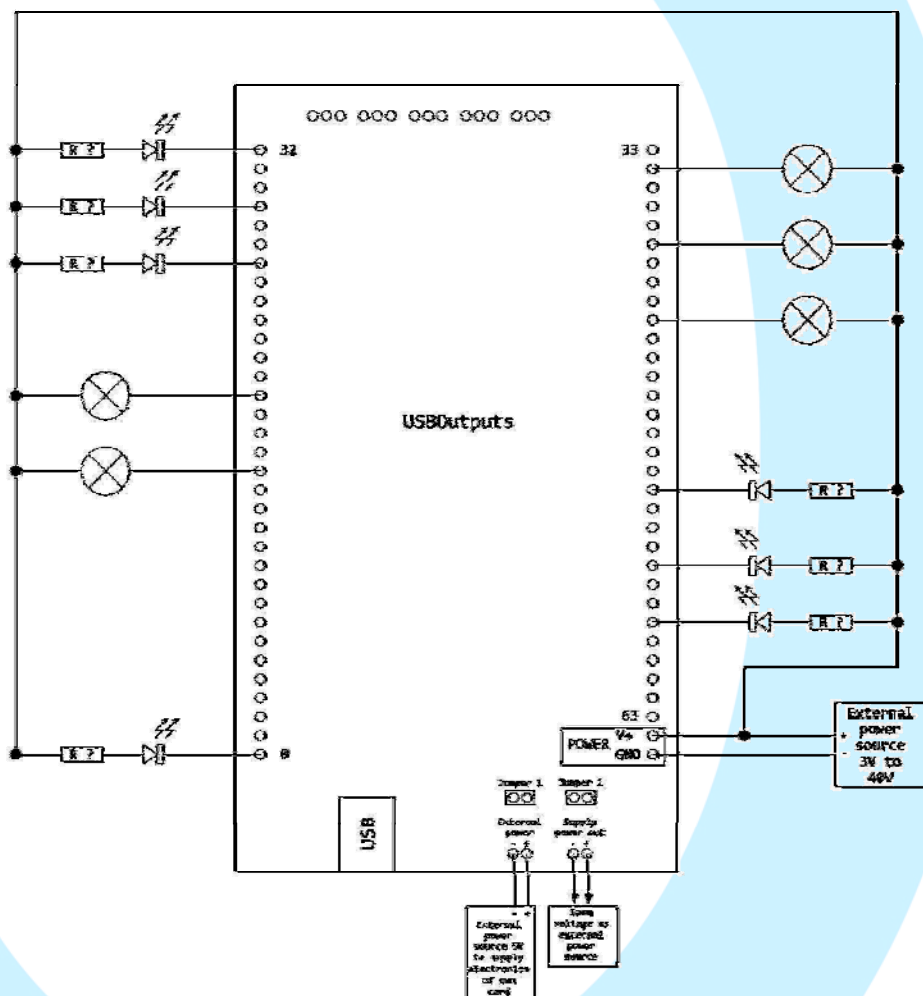 R ?
32
33
R ?
R ?
USBOutputs
R ?
R ?
R ?
63
V+
POWER
GND
External
power
source
3V to
40V
+
-
R ?
0
Jumper 1
Jumper 2
USB
External
power
Supply
power out
- +
- +
- +
External
power
source 5V
to supply
electronics
of our
card
Same
voltage as
external
power
source